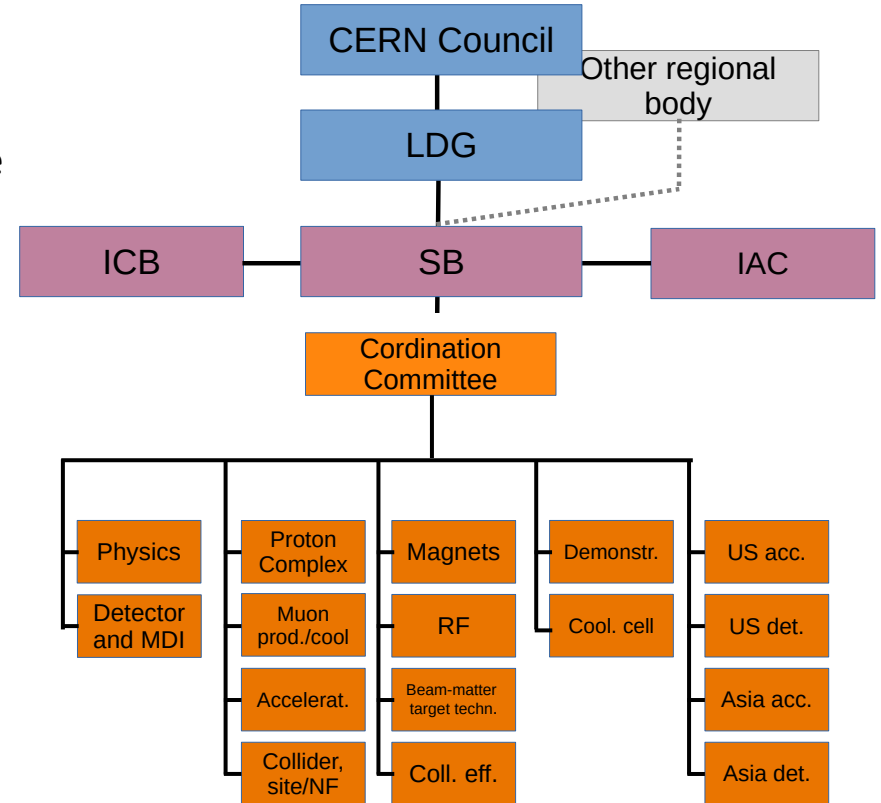 CERN Council
Other regional
body
LDG
e
ICB
SB
IAC
Cordination
Committee
Physics
Detector
and MDI
Proton
Complex
Muon
prod./cool
Accelerat.
Collider,
site/NF
Magnets
RF
Beam-matter
target techn.
Coll. eff.
Demonstr.
Cool. cell
US acc.
US det.
Asia acc.
Asia det.